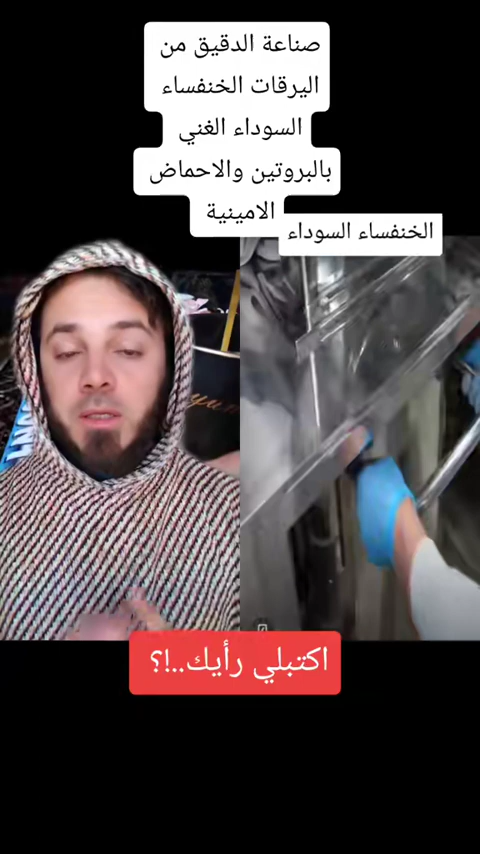 صناعة الدقيق من
اليرقات الخنفساء
السوداء الغني
بالبروتين والاحماض
الامينية
الخنفساء السوداء
اكتبلي رأيك..!؟